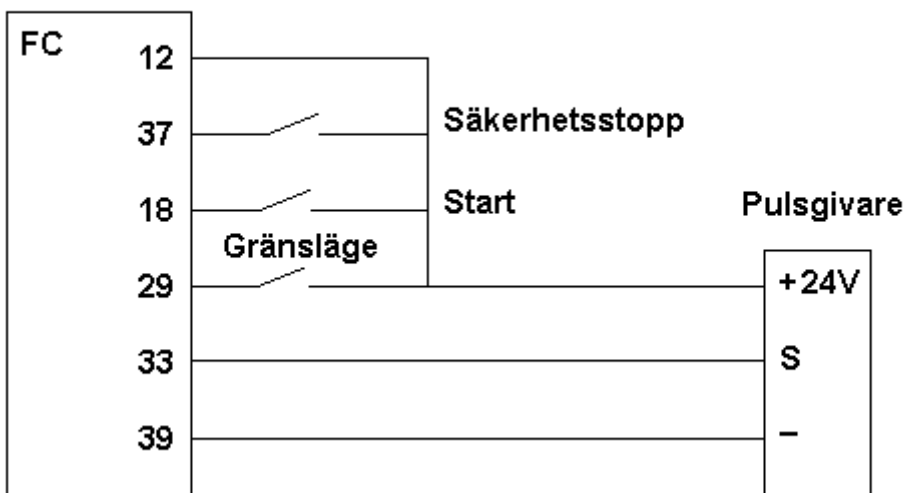 FC
12
37
Säkerhetsstopp
18
Start
Pulsgivare
Gränsläge
29
+24V
33
S
39
–